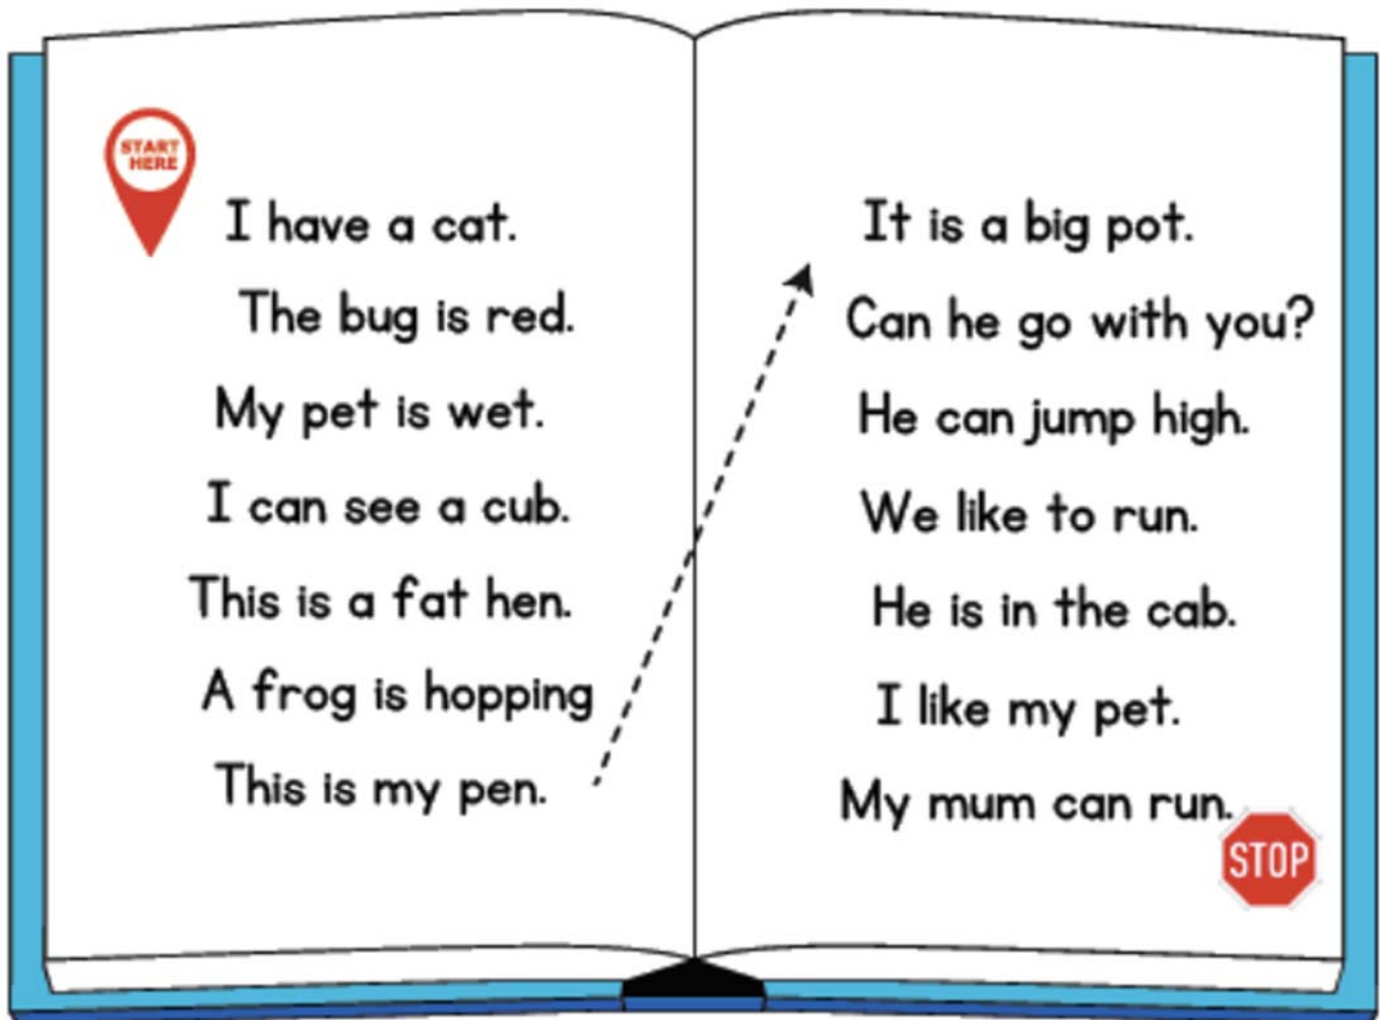 START
HERE
I have a cat.
The bug is red.
My pet is wet.
I can see a cub.
This is a fat hen.
A frog is hopping
This is my pen.
It is a big pot.
Can he go with you?
He can jump high.
We like to run.
He is in the cab.
I like my pet.
My mum can run.
STOP